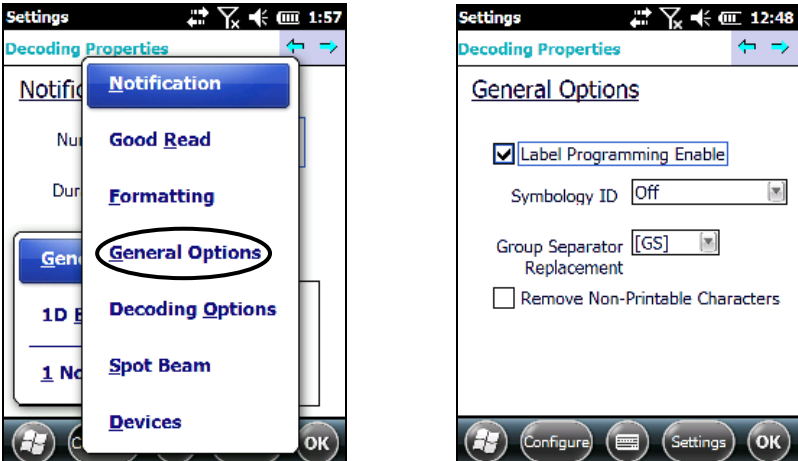 Settings 1:57
Decoding Properties
Notific
Notification
Nu
Good Read
Dur
Formatting
Gene
General Options
1D
Decoding Options
1 No
Spot Beam
Devices
OK
Settings 12:48
Decoding Properties
General Options
Label Programming Enable
Symbology ID Off
Group Separator [GS]
Replacement
Remove Non-Printable Characters
Configure Settings OK